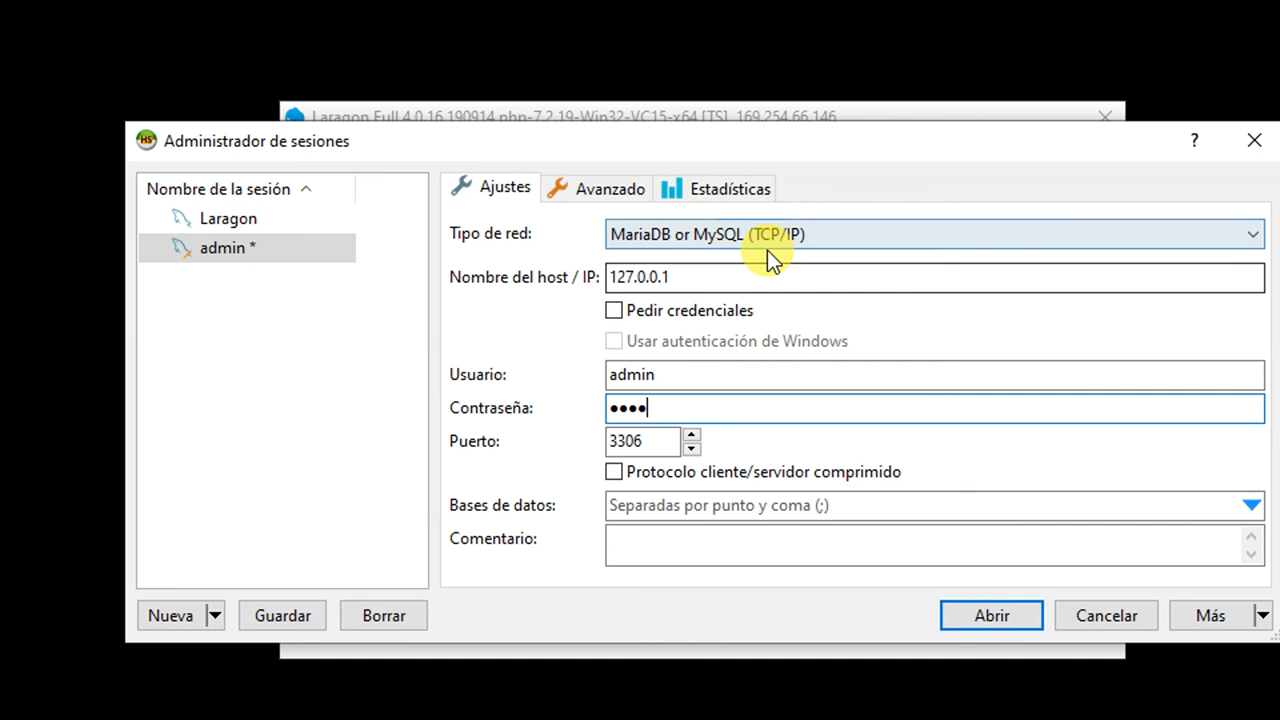 Laragon Full 4.0.16 190914 php-7.2.19-Win32-VC15-x64 [TS] 169.254.66.146
HS Administrador de sesiones ?
Nombre de la sesión
Laragon
admin *
Ajustes Avanzado Estadísticas
Tipo de red: MariaDB or MySQL (TCP/IP)
Nombre del host / IP: 127.0.0.1
Pedir credenciales
Usar autenticación de Windows
Usuario: admin
Contraseña: ●●●●
Puerto: 3306
Protocolo cliente/servidor comprimido
Bases de datos: Separadas por punto y coma (;)
Comentario:
Nueva Guardar Borrar Abrir Cancelar Más